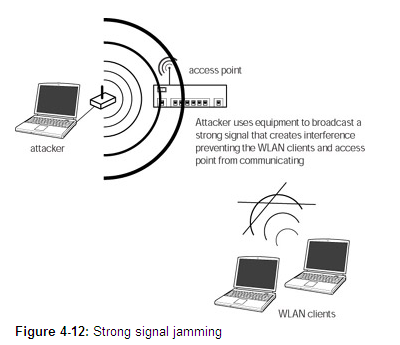 access point
attacker
Attacker uses equipment to broadcast a
strong signal that creates interference
preventing the WLAN clients and access
point from communicating
WLAN clients
Figure 4-12: Strong signal jamming